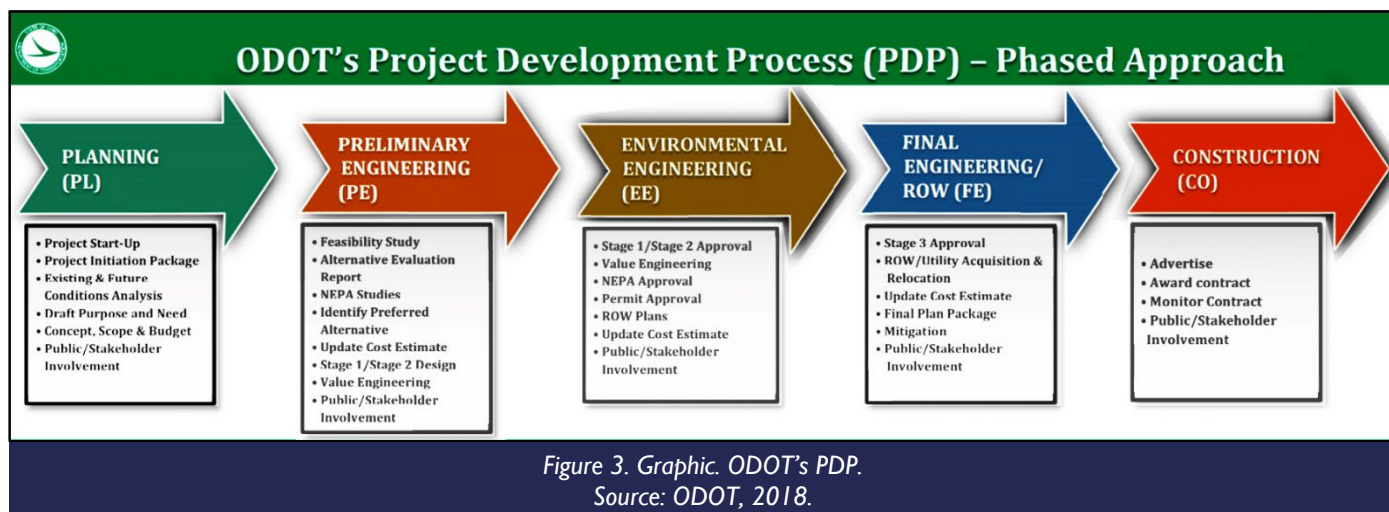 ODOT's Project Development Process (PDP) – Phased Approach
PLANNING
(PL)
• Project Start-Up
• Project Initiation Package
• Existing & Future
Conditions Analysis
• Draft Purpose and Need
• Concept, Scope & Budget
• Public/Stakeholder
Involvement
PRELIMINARY
ENGINEERING
(PE)
• Feasibility Study
• Alternative Evaluation
Report
• NEPA Studies
• Identify Preferred
Alternative
• Update Cost Estimate
• Stage 1/Stage 2 Design
• Value Engineering
• Public/Stakeholder
Involvement
ENVIRONMENTAL
ENGINEERING
(EE)
• Stage 1/Stage 2 Approval
• Value Engineering
• NEPA Approval
• Permit Approval
• ROW Plans
• Update Cost Estimate
• Public/Stakeholder
Involvement
FINAL
ENGINEERING/
ROW (FE)
• Stage 3 Approval
• ROW/Utility Acquisition &
Relocation
• Update Cost Estimate
• Final Plan Package
• Mitigation
• Public/Stakeholder
Involvement
CONSTRUCTION
(CO)
• Advertise
• Award contract
• Monitor Contract
• Public/Stakeholder
Involvement
Figure 3. Graphic. ODOT's PDP.
Source: ODOT, 2018.